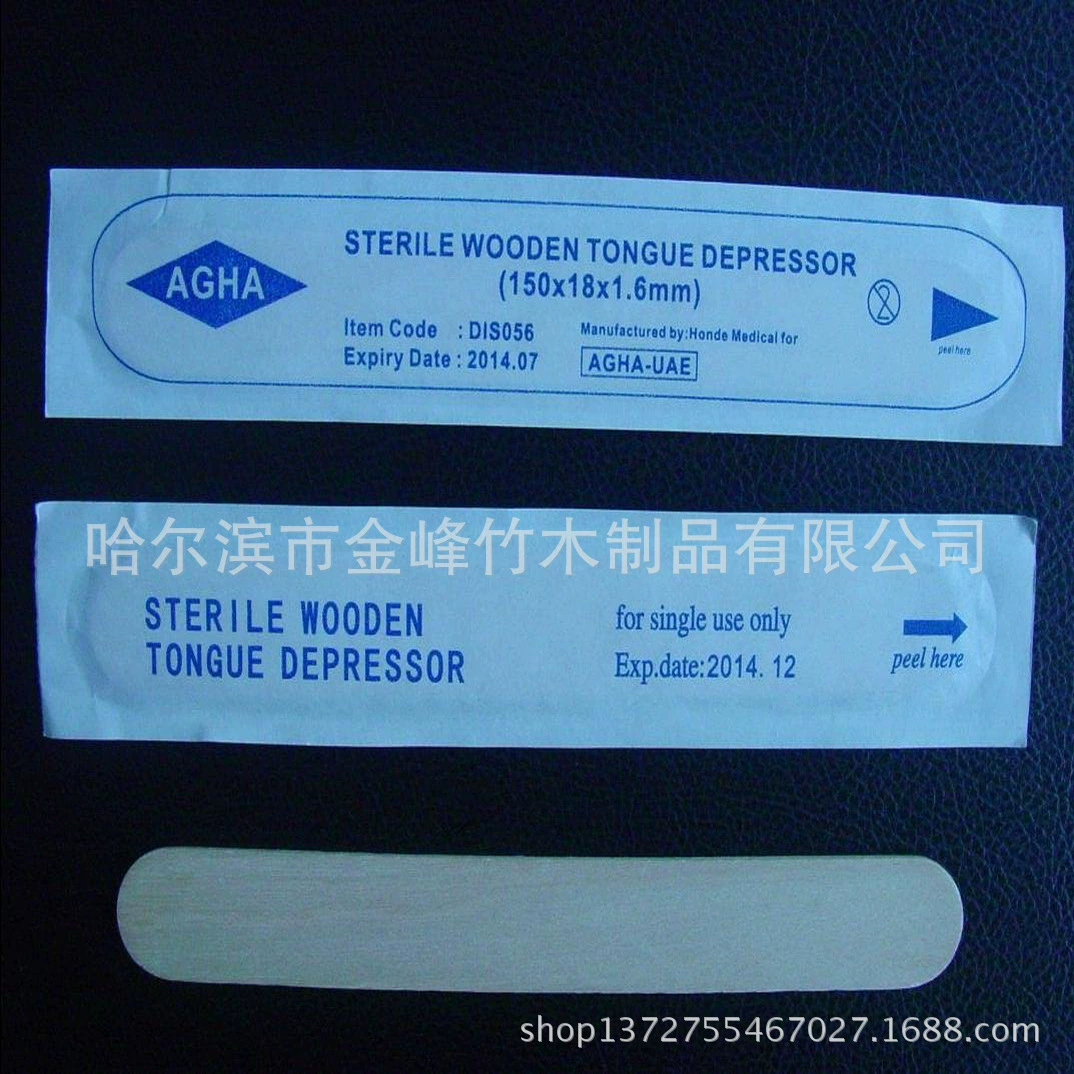 AGHA
STERILE WOODEN TONGUE DEPRESSOR
(150x18x1.6mm)
Item Code : DIS056
Expiry Date : 2014.07
Manufactured by:Honde Medical for
AGHA-UAE
2
peel here
哈尔滨市金峰竹木制品有限公司
STERILE WOODEN
TONGUE DEPRESSOR
for single use only
Exp.date:2014. 12
peel here
shop1372755467027.1688.com